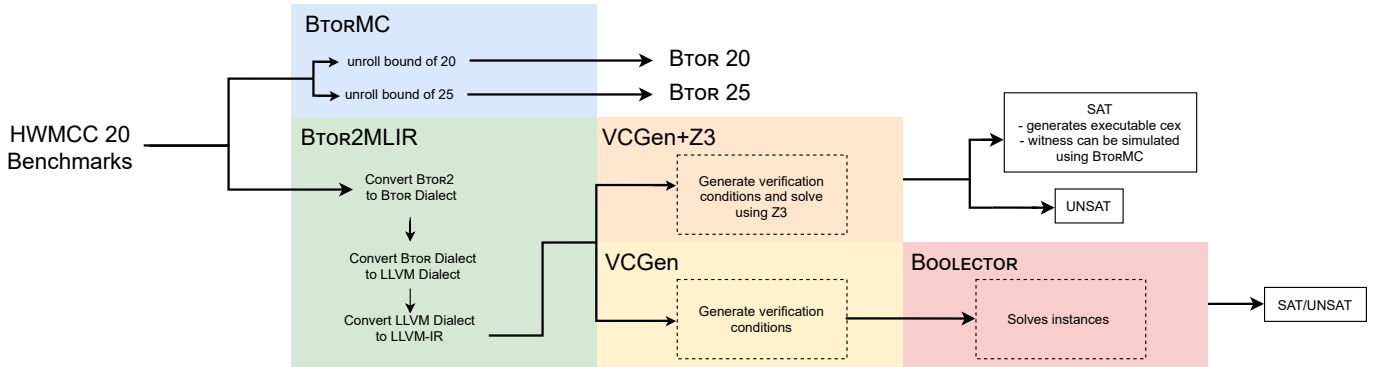 BTORMC
unroll bound of 20
BTOR 20
unroll bound of 25
BTOR 25
HWMCC 20
Benchmarks
BTOR2MLIR
Convert BTOR2
to BTOR Dialect
Convert BTOR Dialect
to LLVM Dialect
Convert LLVM Dialect
to LLVM-IR
VCGen+Z3
Generate verification
conditions and solve
using Z3
SAT
- generates executable cex
- witness can be simulated
using BTORMC
UNSAT
VCGen
Generate verification
conditions
BOOLECTOR
Solves instances
SAT/UNSAT